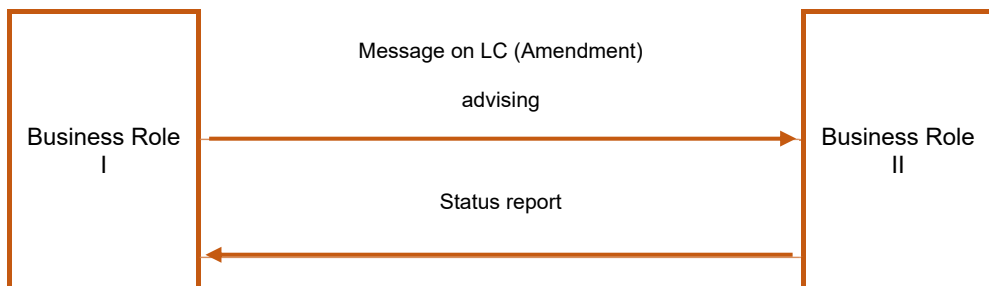 Message on LC (Amendment)
advising
Business Role
I
Business Role
II
Status report